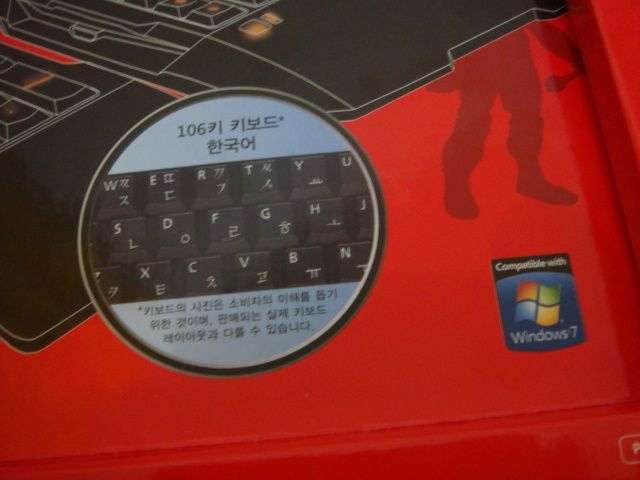 106키 키보드*
한국어
W ㅉ E ㄸ R ㄲ T ㅆ Y U
ㅈ ㄷ ㄱ ㅅ ㅛ
S D F G H J
ㄴ ㅇ ㄹ ㅎ ㅗ
X C V B N
ㅋ ㅌ ㅊ ㅍ ㅠ
*키보드의 사진은 소비자의 이해를 돕기
위한 것이며, 판매되는 실제 키보드
레이아웃과 다를 수 있습니다.
Compatible with
Windows 7
P